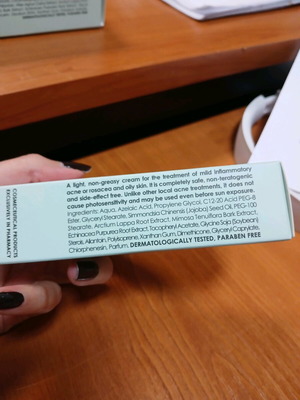 A light, non-greasy cream for the treatment of mild inflammatory
acne or rosacea and oily skin. It is completely safe, non-teratogenic
and side-effect free. Unlike other local acne treatments, it does not
cause photosensitivity and may be used even before sun exposure.
Ingredients: Aqua, Azelaic Acid, Propylene Glycol, C12-20 Acid PEG-8
Ester, Glyceryl Stearate, Simmondsia Chinensis (Jojoba) Seed Oil, PEG-100
Stearate, Arctium Lappa Root Extract, Mimosa Tenuiflora Bark Extract,
Echinacea Purpurea Root Extract, Tocopheryl Acetate, Glycine Soja (Soybean)
Sterols, Allantoin, Polyisoprene, Xanthan Gum, Dimethicone, Glyceryl Caprylate,
Chlorphenesin, Parfum. DERMATOLOGICALLY TESTED. PARABEN FREE
COSMECEUTICAL PRODUCTS
EXCLUSIVELY IN PHARMACY